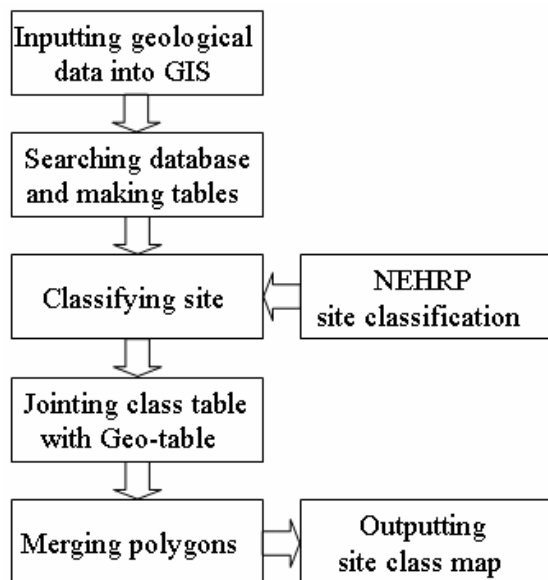 Inputting geological
data into GIS
Searching database
and making tables
Classifying site
NEHRP
site classification
Jointing class table
with Geo-table
Merging polygons
Outputting
site class map